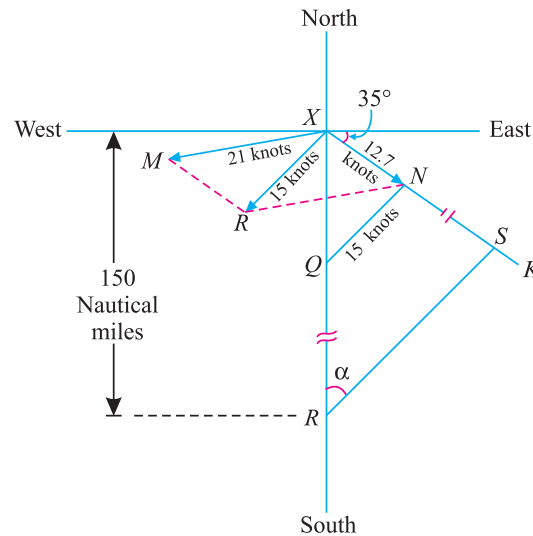 North
35°
X
West
East
M
21 knots
15 knots
12.7
knots
N
R
15 knots
S
Q
K
150
Nautical
miles
α
R
South